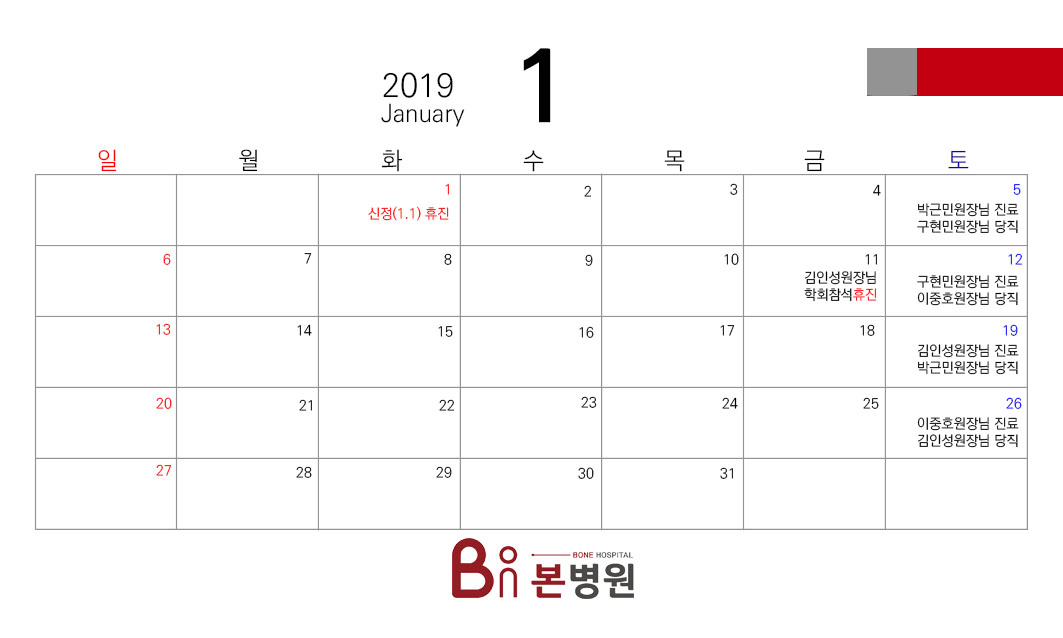 2019
January
1
일 월 화 수 목 금 토
1
신정(1.1) 휴진
2
3
4
5
박근민원장님 진료
구현민원장님 당직
6
7
8
9
10
11
김인성원장님
학회참석휴진
12
구현민원장님 진료
이중호원장님 당직
13
14
15
16
17
18
19
김인성원장님 진료
박근민원장님 당직
20
21
22
23
24
25
26
이중호원장님 진료
김인성원장님 당직
27
28
29
30
31
Bon
BONE HOSPITAL
본병원